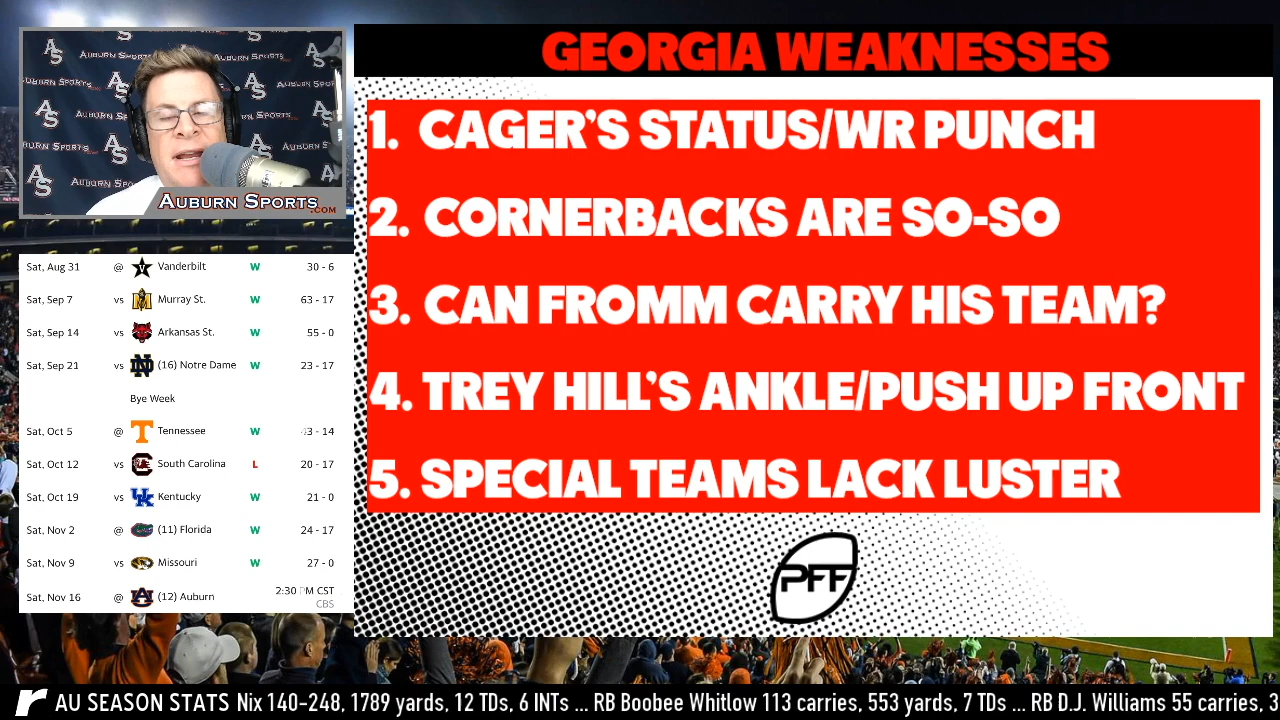 GEORGIA WEAKNESSES
1. CAGER'S STATUS/WR PUNCH
2. CORNERBACKS ARE SO-SO
3. CAN FROMM CARRY HIS TEAM?
4. TREY HILL'S ANKLE/PUSH UP FRONT
5. SPECIAL TEAMS LACK LUSTER
PFF
AUBURN SPORTS
.COM
Sat, Aug 31 @ Vanderbilt W 30 - 6
Sat, Sep 7 vs Murray St. W 63 - 17
Sat, Sep 14 vs Arkansas St. W 55 - 0
Sat, Sep 21 vs (16) Notre Dame W 23 - 17
Bye Week
Sat, Oct 5 @ Tennessee W 3 - 14
Sat, Oct 12 vs South Carolina L 20 - 17
Sat, Oct 19 vs Kentucky W 21 - 0
Sat, Nov 2 @ (11) Florida W 24 - 17
Sat, Nov 9 vs Missouri W 27 - 0
Sat, Nov 16 @ (12) Auburn 2:30 PM CST
CBS
AU SEASON STATS Nix 140-248, 1789 yards, 12 TDs, 6 INTs ... RB Boobee Whitlow 113 carries, 553 yards, 7 TDs ... RB D.J. Williams 55 carries, 3